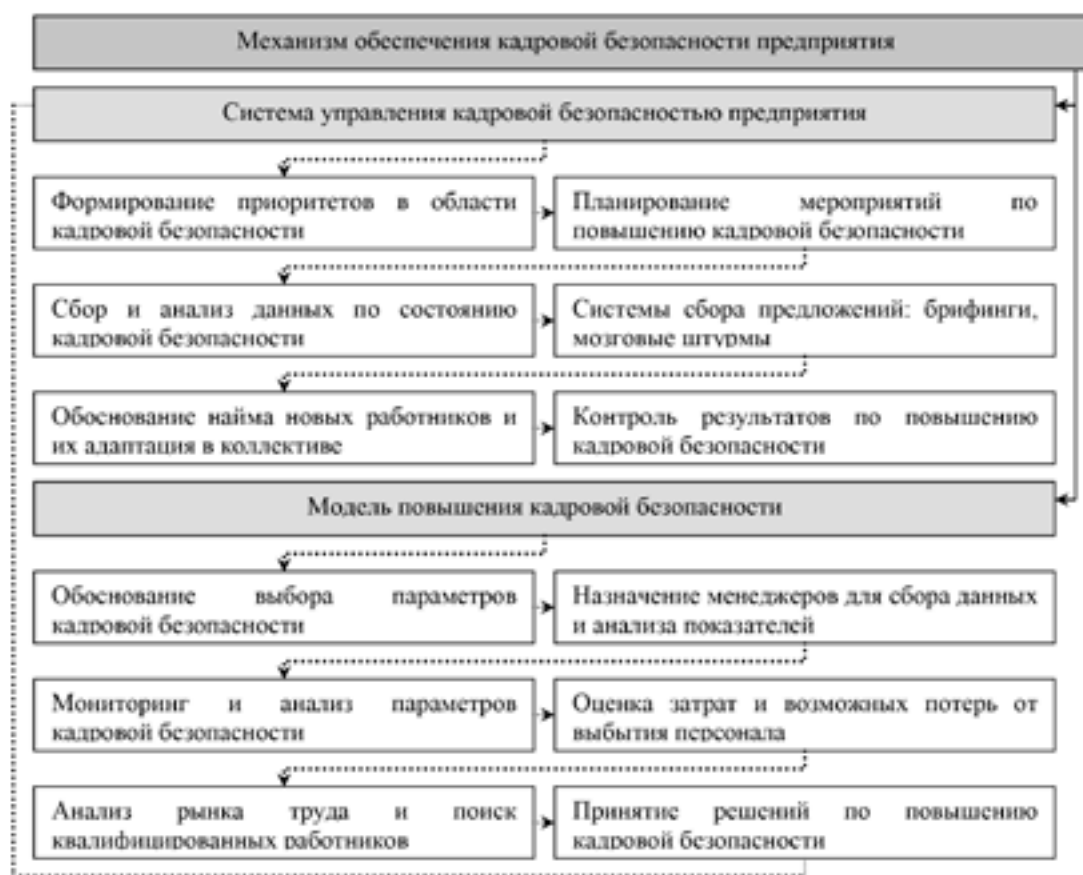 Механизм обеспечения кадровой безопасности предприятия
Система управления кадровой безопасностью предприятия
Формирование приоритетов в области
кадровой безопасности
Планирование мероприятий по
повышению кадровой безопасности
Сбор и анализ данных по состоянию
кадровой безопасности
Системы сбора предложений: брифинги,
мозговые штурмы
Обоснование найма новых работников и
их адаптация в коллективе
Контроль результатов по повышению
кадровой безопасности
Модель повышения кадровой безопасности
Обоснование выбора параметров
кадровой безопасности
Назначение менеджеров для сбора данных
и анализа показателей
Мониторинг и анализ параметров
кадровой безопасности
Оценка затрат и возможных потерь от
выбытия персонала
Анализ рынка труда и поиск
квалифицированных работников
Принятие решений по повышению
кадровой безопасности